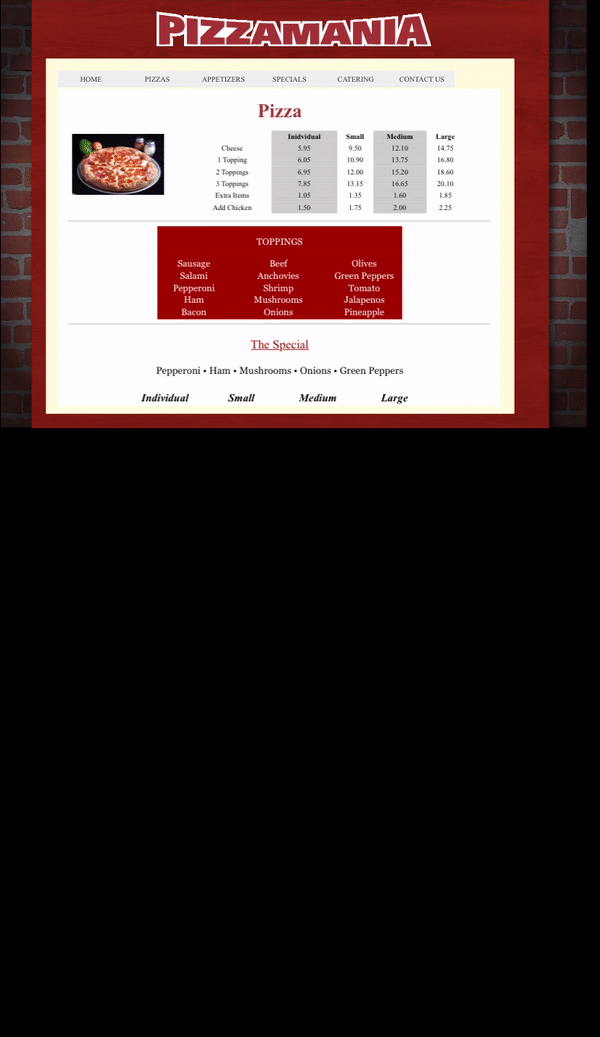 PIZZAMANIA
HOME PIZZAS APPETIZERS SPECIALS CATERING CONTACT US
Pizza
Inidvidual Small Medium Large
Cheese 5.95 9.50 12.10 14.75
1 Topping 6.05 10.90 13.75 16.80
2 Toppings 6.95 12.00 15.20 18.60
3 Toppings 7.85 13.15 16.65 20.10
Extra Items 1.05 1.35 1.60 1.85
Add Chicken 1.50 1.75 2.00 2.25
TOPPINGS
Sausage Beef Olives
Salami Anchovies Green Peppers
Pepperoni Shrimp Tomato
Ham Mushrooms Jalapenos
Bacon Onions Pineapple
The Special
Pepperoni • Ham • Mushrooms • Onions • Green Peppers
Individual Small Medium Large